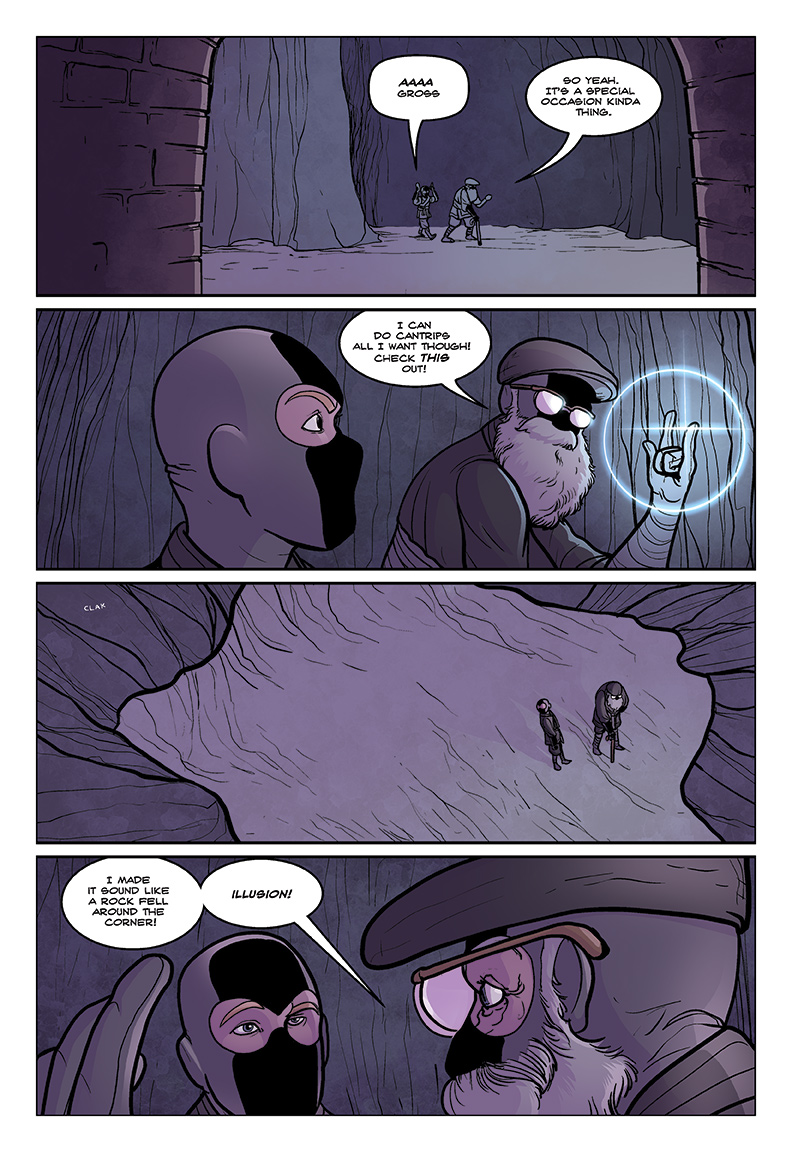 AAAA
GROSS
SO YEAH.
IT'S A SPECIAL
OCCASION KINDA
THING.
I CAN
DO CANTRIPS
ALL I WANT THOUGH!
CHECK THIS
OUT!
CLAK
I MADE
IT SOUND LIKE
A ROCK FELL
AROUND THE
CORNER!
ILLUSION!